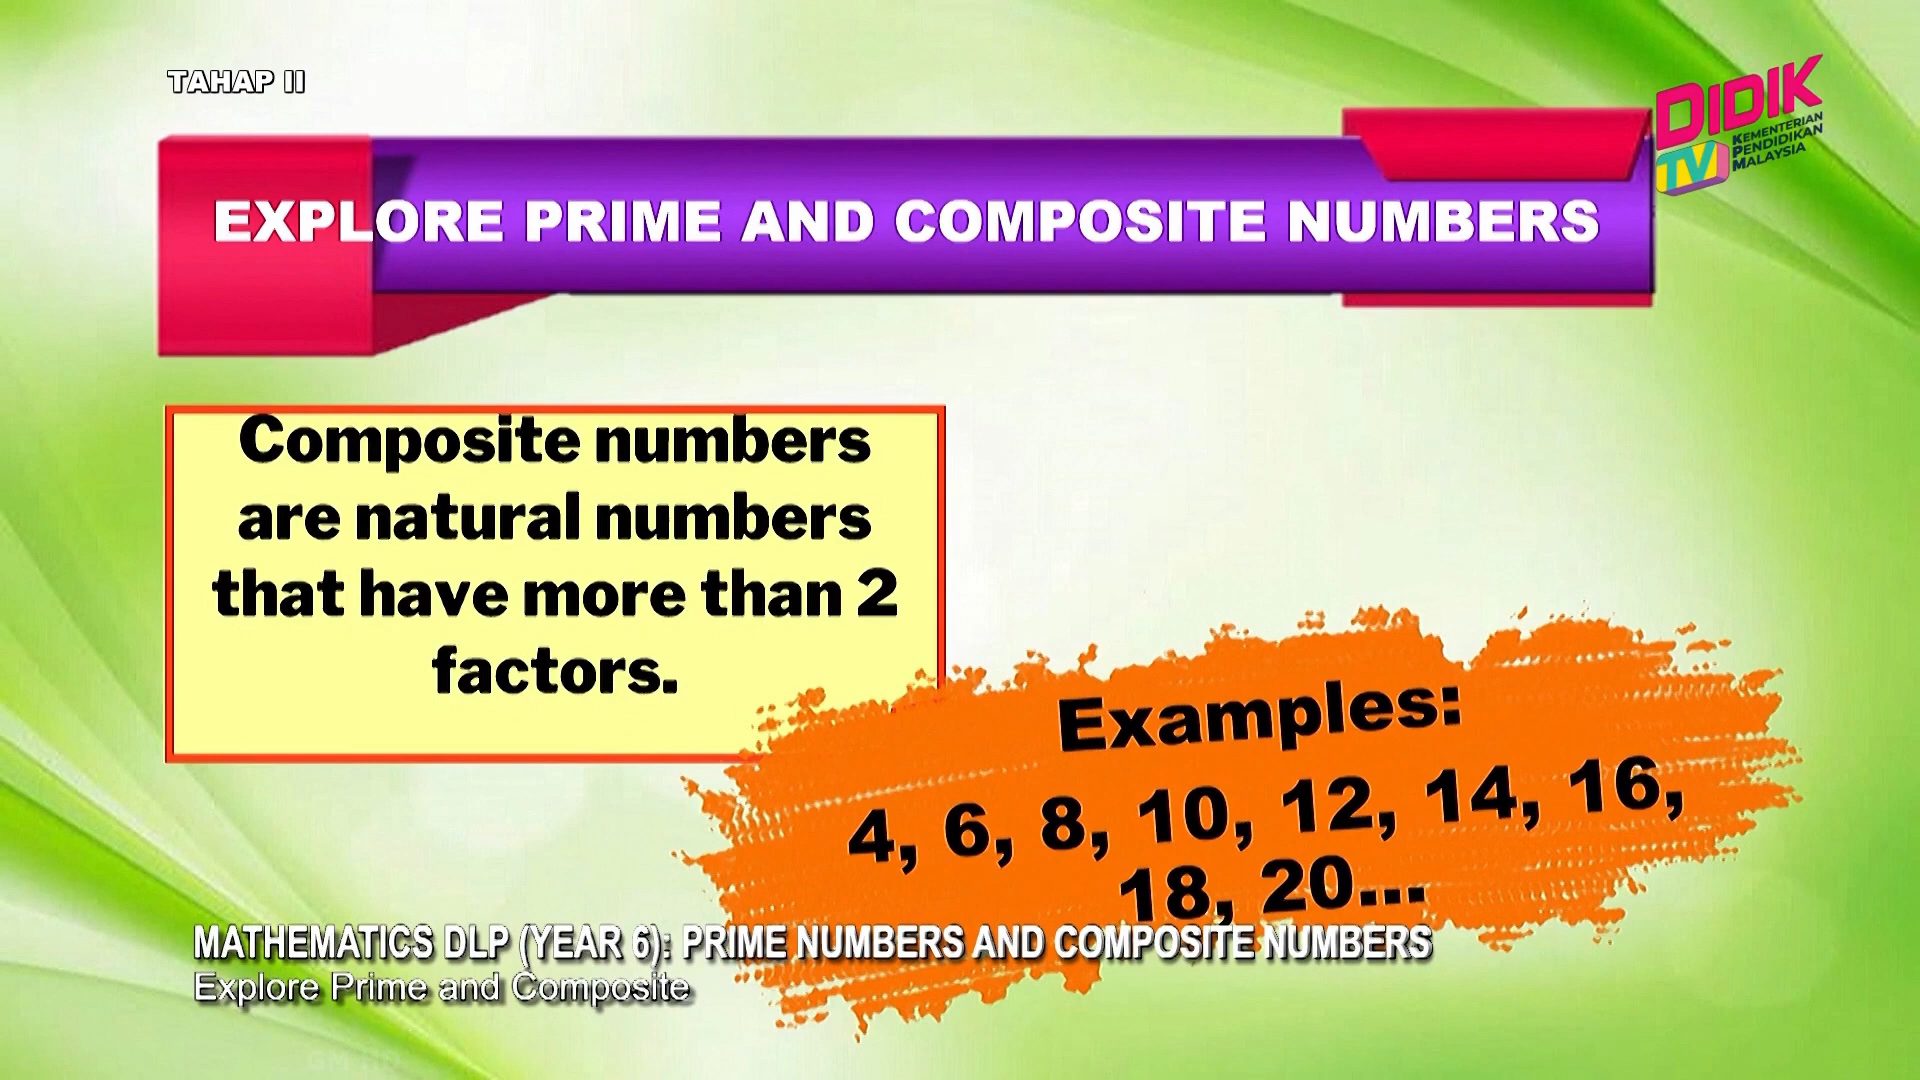 TAHAP II
DIDIK
TV
KEMENTERIAN
PENDIDIKAN
MALAYSIA
EXPLORE PRIME AND COMPOSITE NUMBERS
Composite numbers
are natural numbers
that have more than 2
factors.
Examples:
4, 6, 8, 10, 12, 14, 16,
18, 20...
MATHEMATICS DLP (YEAR 6): PRIME NUMBERS AND COMPOSITE NUMBERS
Explore Prime and Composite